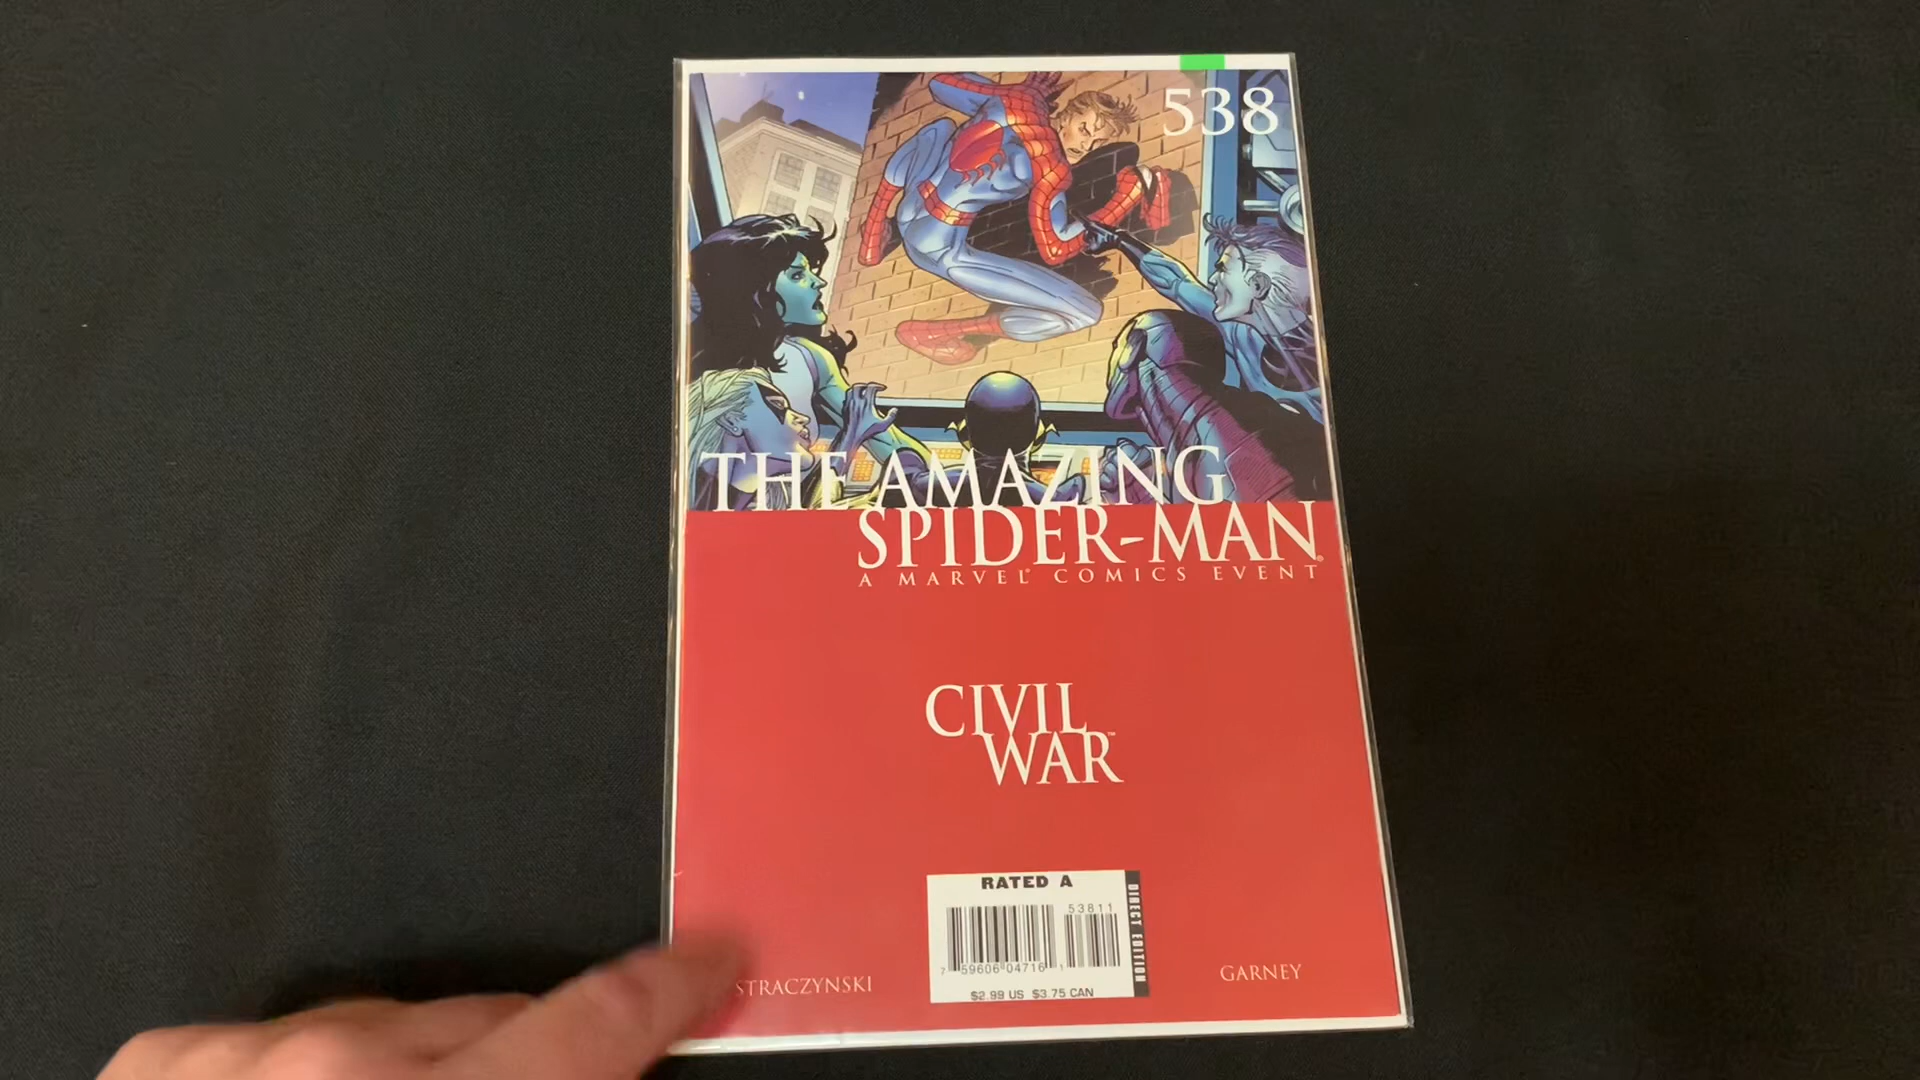 538
THE AMAZING
SPIDER-MAN®
A MARVEL® COMICS EVENT
CIVIL
WAR™
RATED A
53811
7 59606 04716 1
DIRECT EDITION
$2.99 US $3.75 CAN
STRACZYNSKI
GARNEY